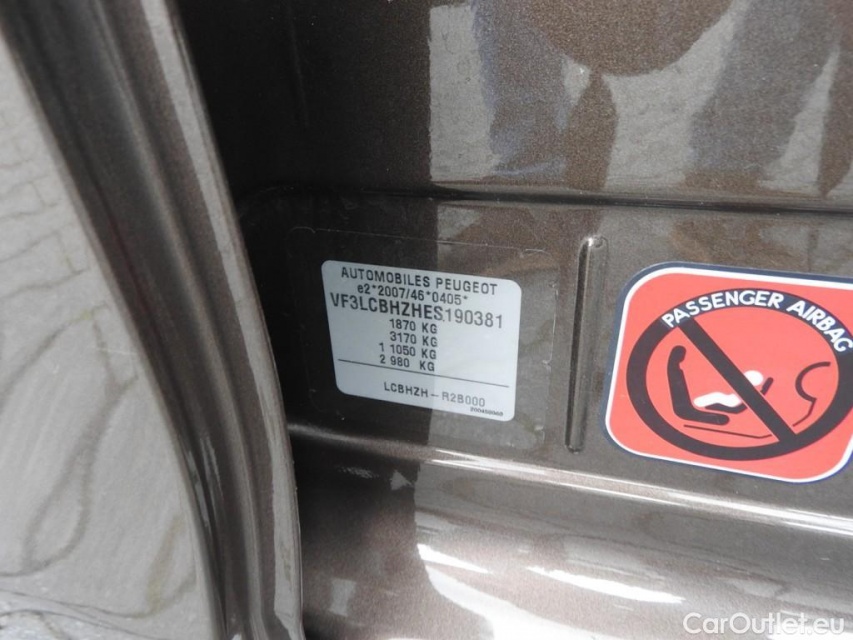 AUTOMOBILES PEUGEOT
e2*2007/46*0405*
VF3LCBHZHES190381
1870 KG
3170 KG
1 1050 KG
2 980 KG
LCBHZH-R2B000
PASSENGER AIRBAG
CarOutlet.eu